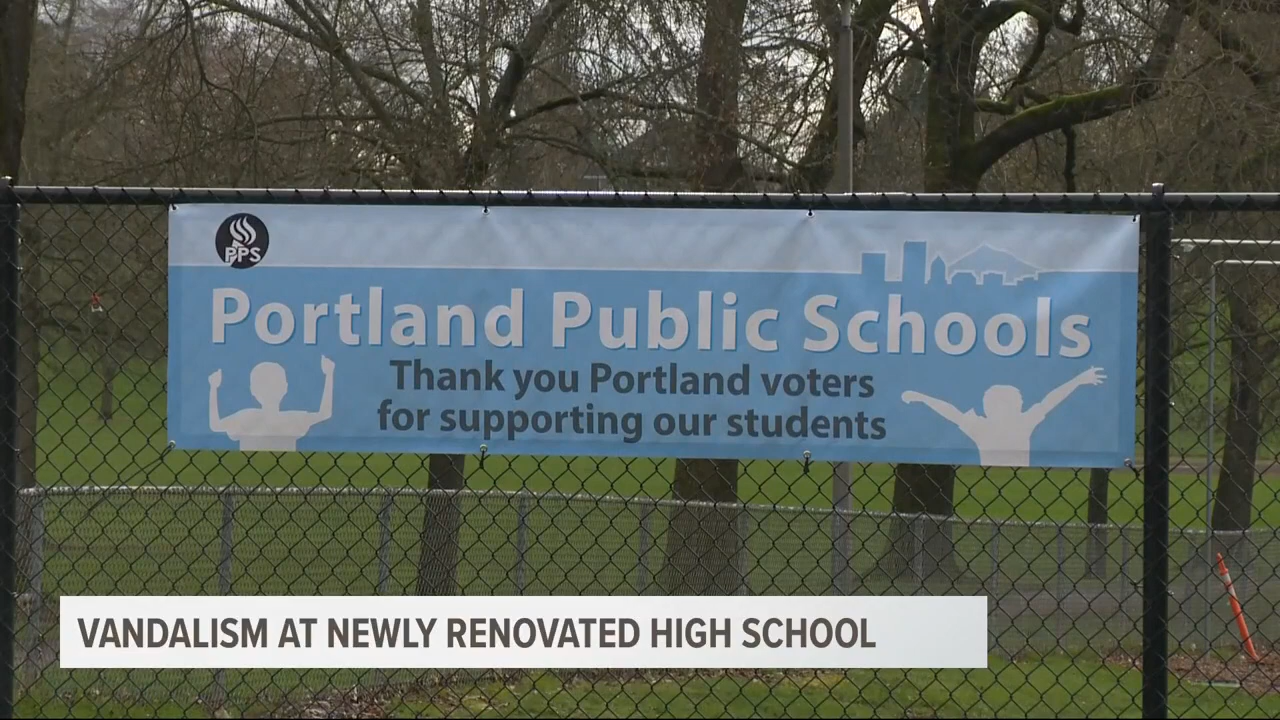 PPS
Portland Public Schools
Thank you Portland voters
for supporting our students
VANDALISM AT NEWLY RENOVATED HIGH SCHOOL